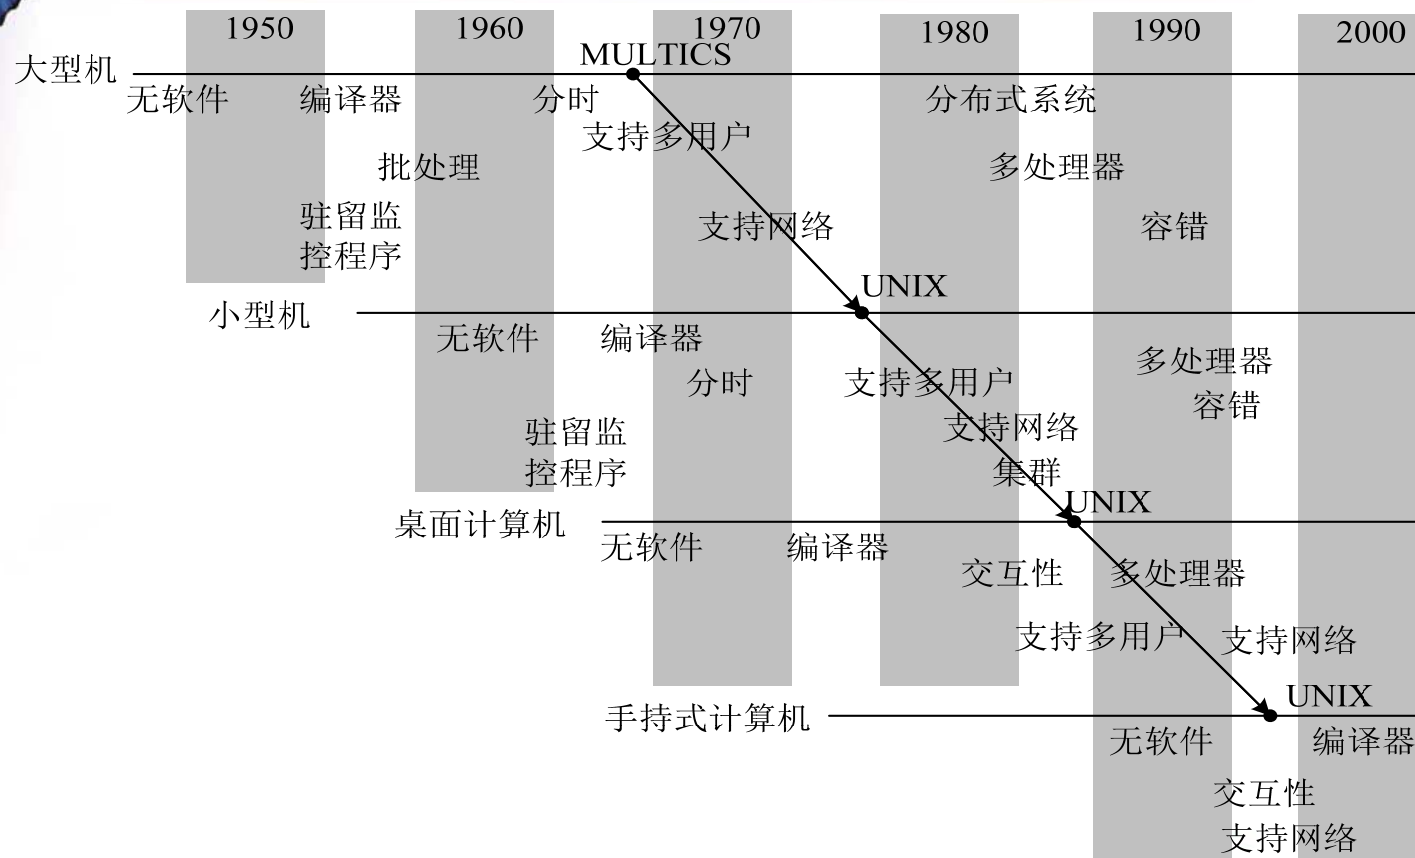 1950 1960 1970 1980 1990 2000
MULTICS
大型机
无软件 编译器 分时 分布式系统
支持多用户
批处理 多处理器
驻留监
控程序
支持网络 容错
UNIX
小型机
无软件 编译器
多处理器
分时 支持多用户
容错
驻留监
控程序
支持网络
集群
UNIX
桌面计算机
无软件 编译器
交互性 多处理器
支持多用户 支持网络
UNIX
手持式计算机
无软件 编译器
交互性
支持网络